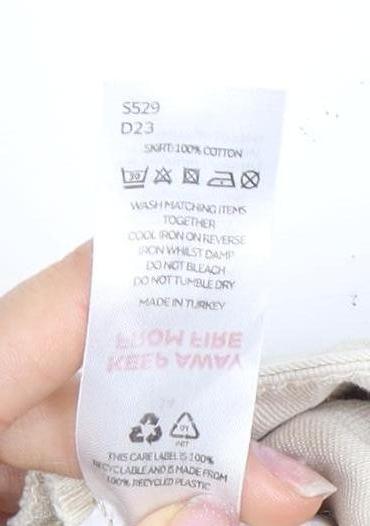 S529
D23
SKIRT: 100% COTTON
30
WASH MATCHING ITEMS
TOGETHER
COOL IRON ON REVERSE
IRON WHILST DAMP
DO NOT BLEACH
DO NOT TUMBLE DRY
MADE IN TURKEY
KEEP AWAY
FROM FIRE
THIS CARE LABEL IS 100%
RECYCLABLE AND IS MADE FROM
100% RECYCLED PLASTIC